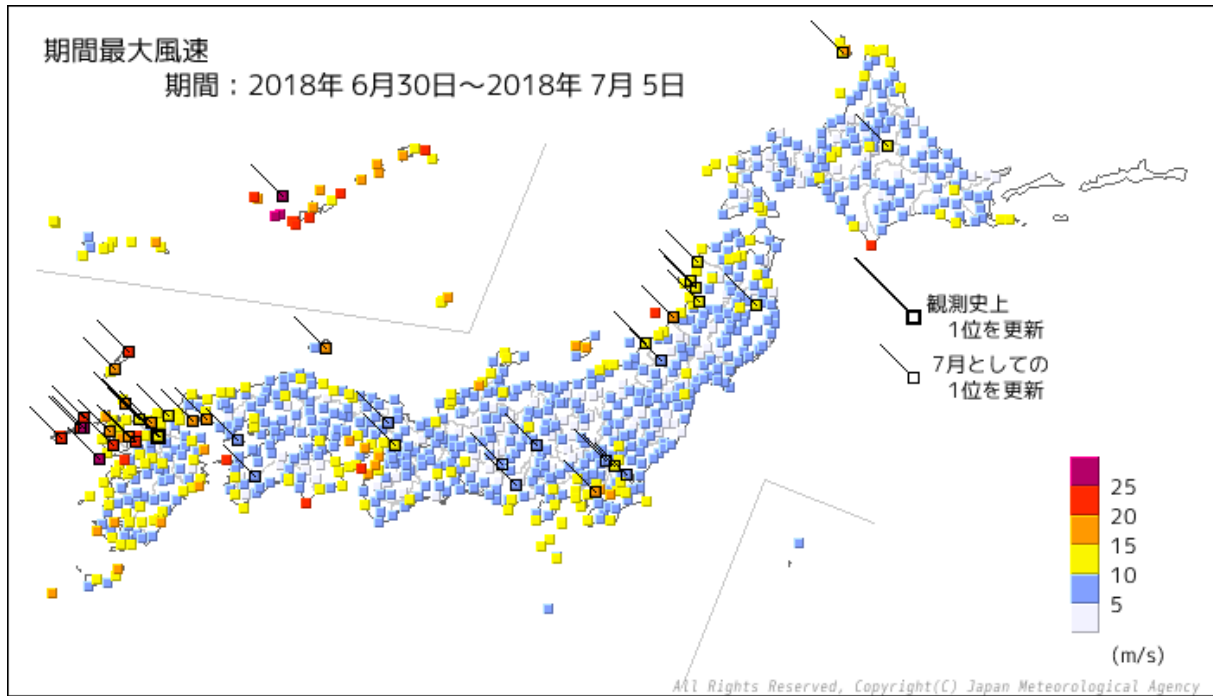 期間最大風速
期間：2018年 6月30日～2018年 7月 5日
観測史上
1位を更新
7月としての
1位を更新
25
20
15
10
5
(m/s)
All Rights Reserved, Copyright(C) Japan Meteorological Agency